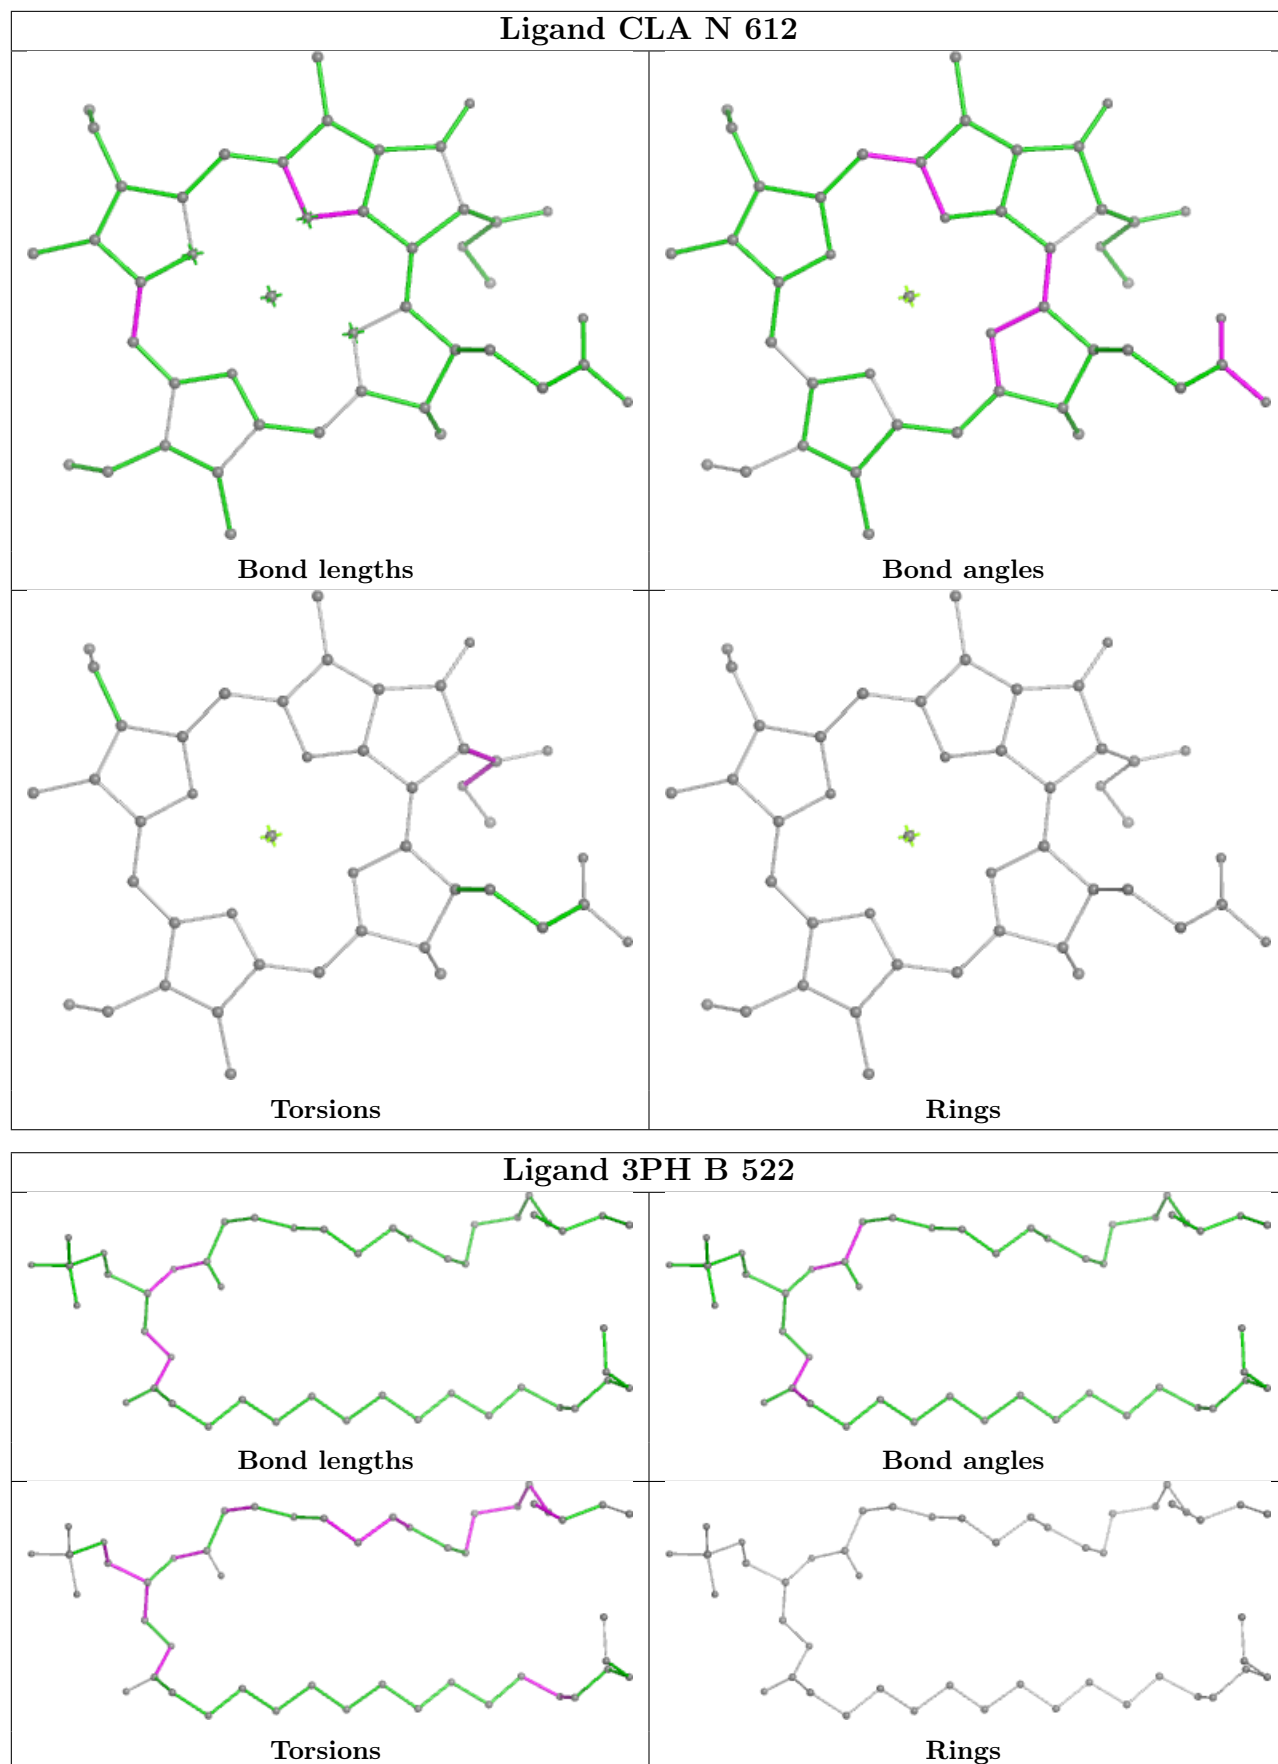 Ligand CLA N 612
Bond lengths
Bond angles
Torsions
Rings
Ligand 3PH B 522
Bond lengths
Bond angles
Torsions
Rings